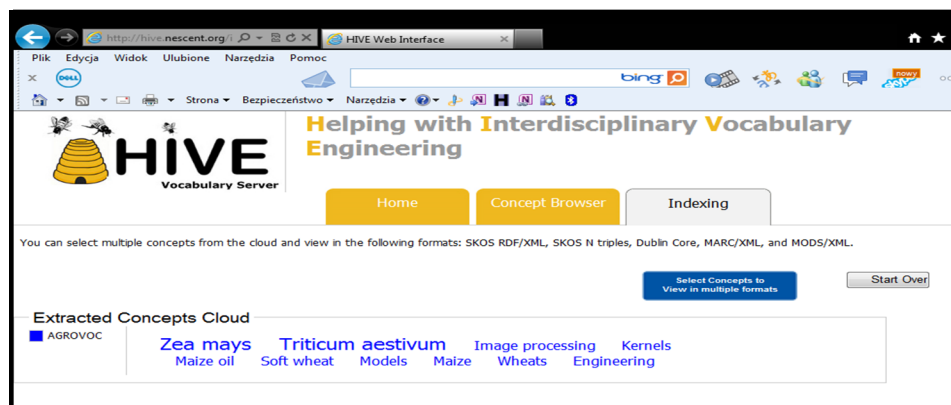 http://hive.nescent.org/i
HIVE Web Interface
Plik Edycja Widok Ulubione Narzędzia Pomoc
DELL
bing
nowy
Strona Bezpieczeństwo Narzędzia
HIVE
Vocabulary Server
Helping with Interdisciplinary Vocabulary
Engineering
Home Concept Browser Indexing
You can select multiple concepts from the cloud and view in the following formats: SKOS RDF/XML, SKOS N triples, Dublin Core, MARC/XML, and MODS/XML.
Select Concepts to
View in multiple formats
Start Over
Extracted Concepts Cloud
AGROVOC
Zea mays Triticum aestivum Image processing Kernels
Maize oil Soft wheat Models Maize Wheats Engineering